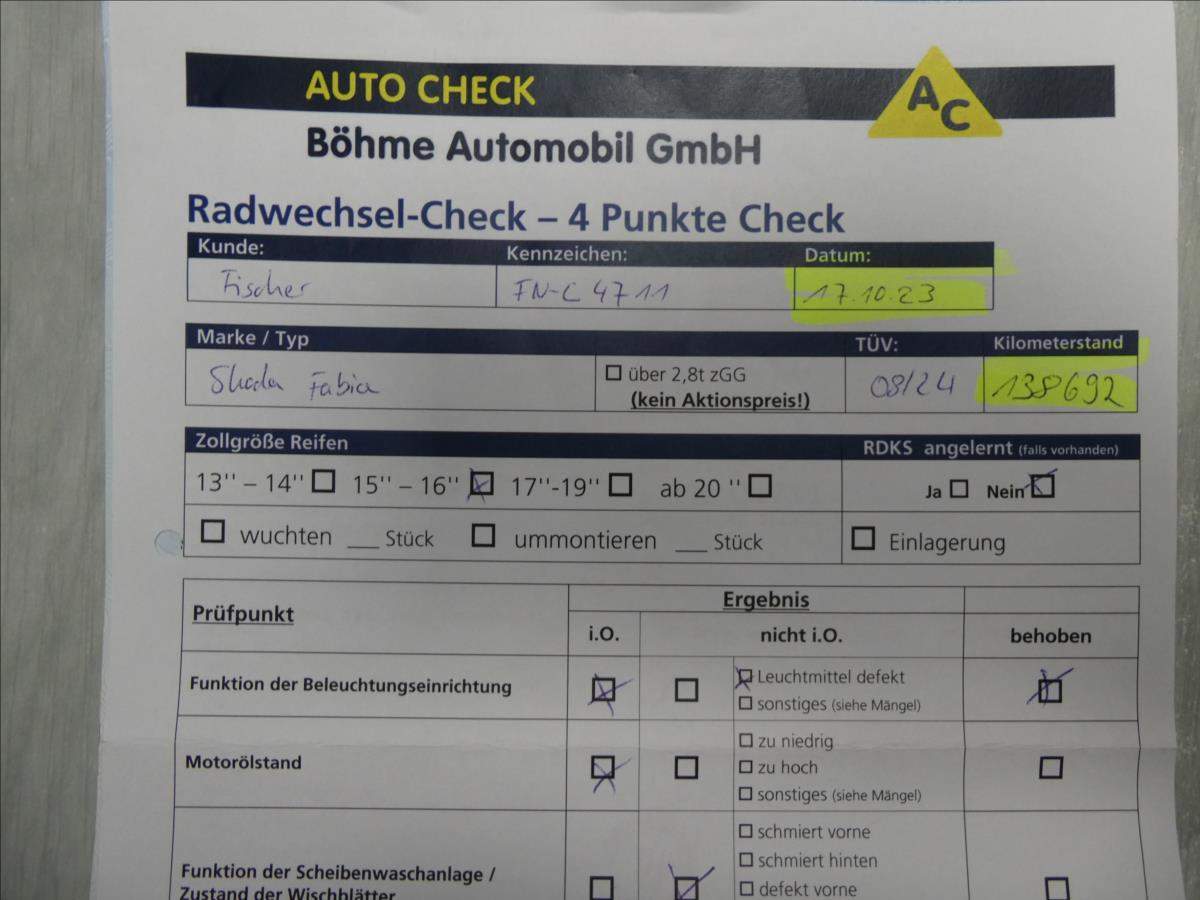 AUTO CHECK
AC
Böhme Automobil GmbH
Radwechsel-Check – 4 Punkte Check
Kunde: Kennzeichen: Datum:
Fischer FN-C 4711 17.10.23
Marke / Typ TÜV: Kilometerstand
Skoda Fabia über 2,8t zGG 08/24 138692
(kein Aktionspreis!)
Zollgröße Reifen RDKS angelernt (falls vorhanden)
13'' – 14'' 15'' – 16'' 17''-19'' ab 20 '' Ja Nein
wuchten ___ Stück ummontieren ___ Stück Einlagerung
Prüfpunkt Ergebnis
i.O. nicht i.O. behoben
Funktion der Beleuchtungseinrichtung Leuchtmittel defekt
sonstiges (siehe Mängel)
Motorölstand zu niedrig
zu hoch
sonstiges (siehe Mängel)
schmiert vorne
Funktion der Scheibenwaschanlage / schmiert hinten
Zustand der Wischblätter defekt vorne